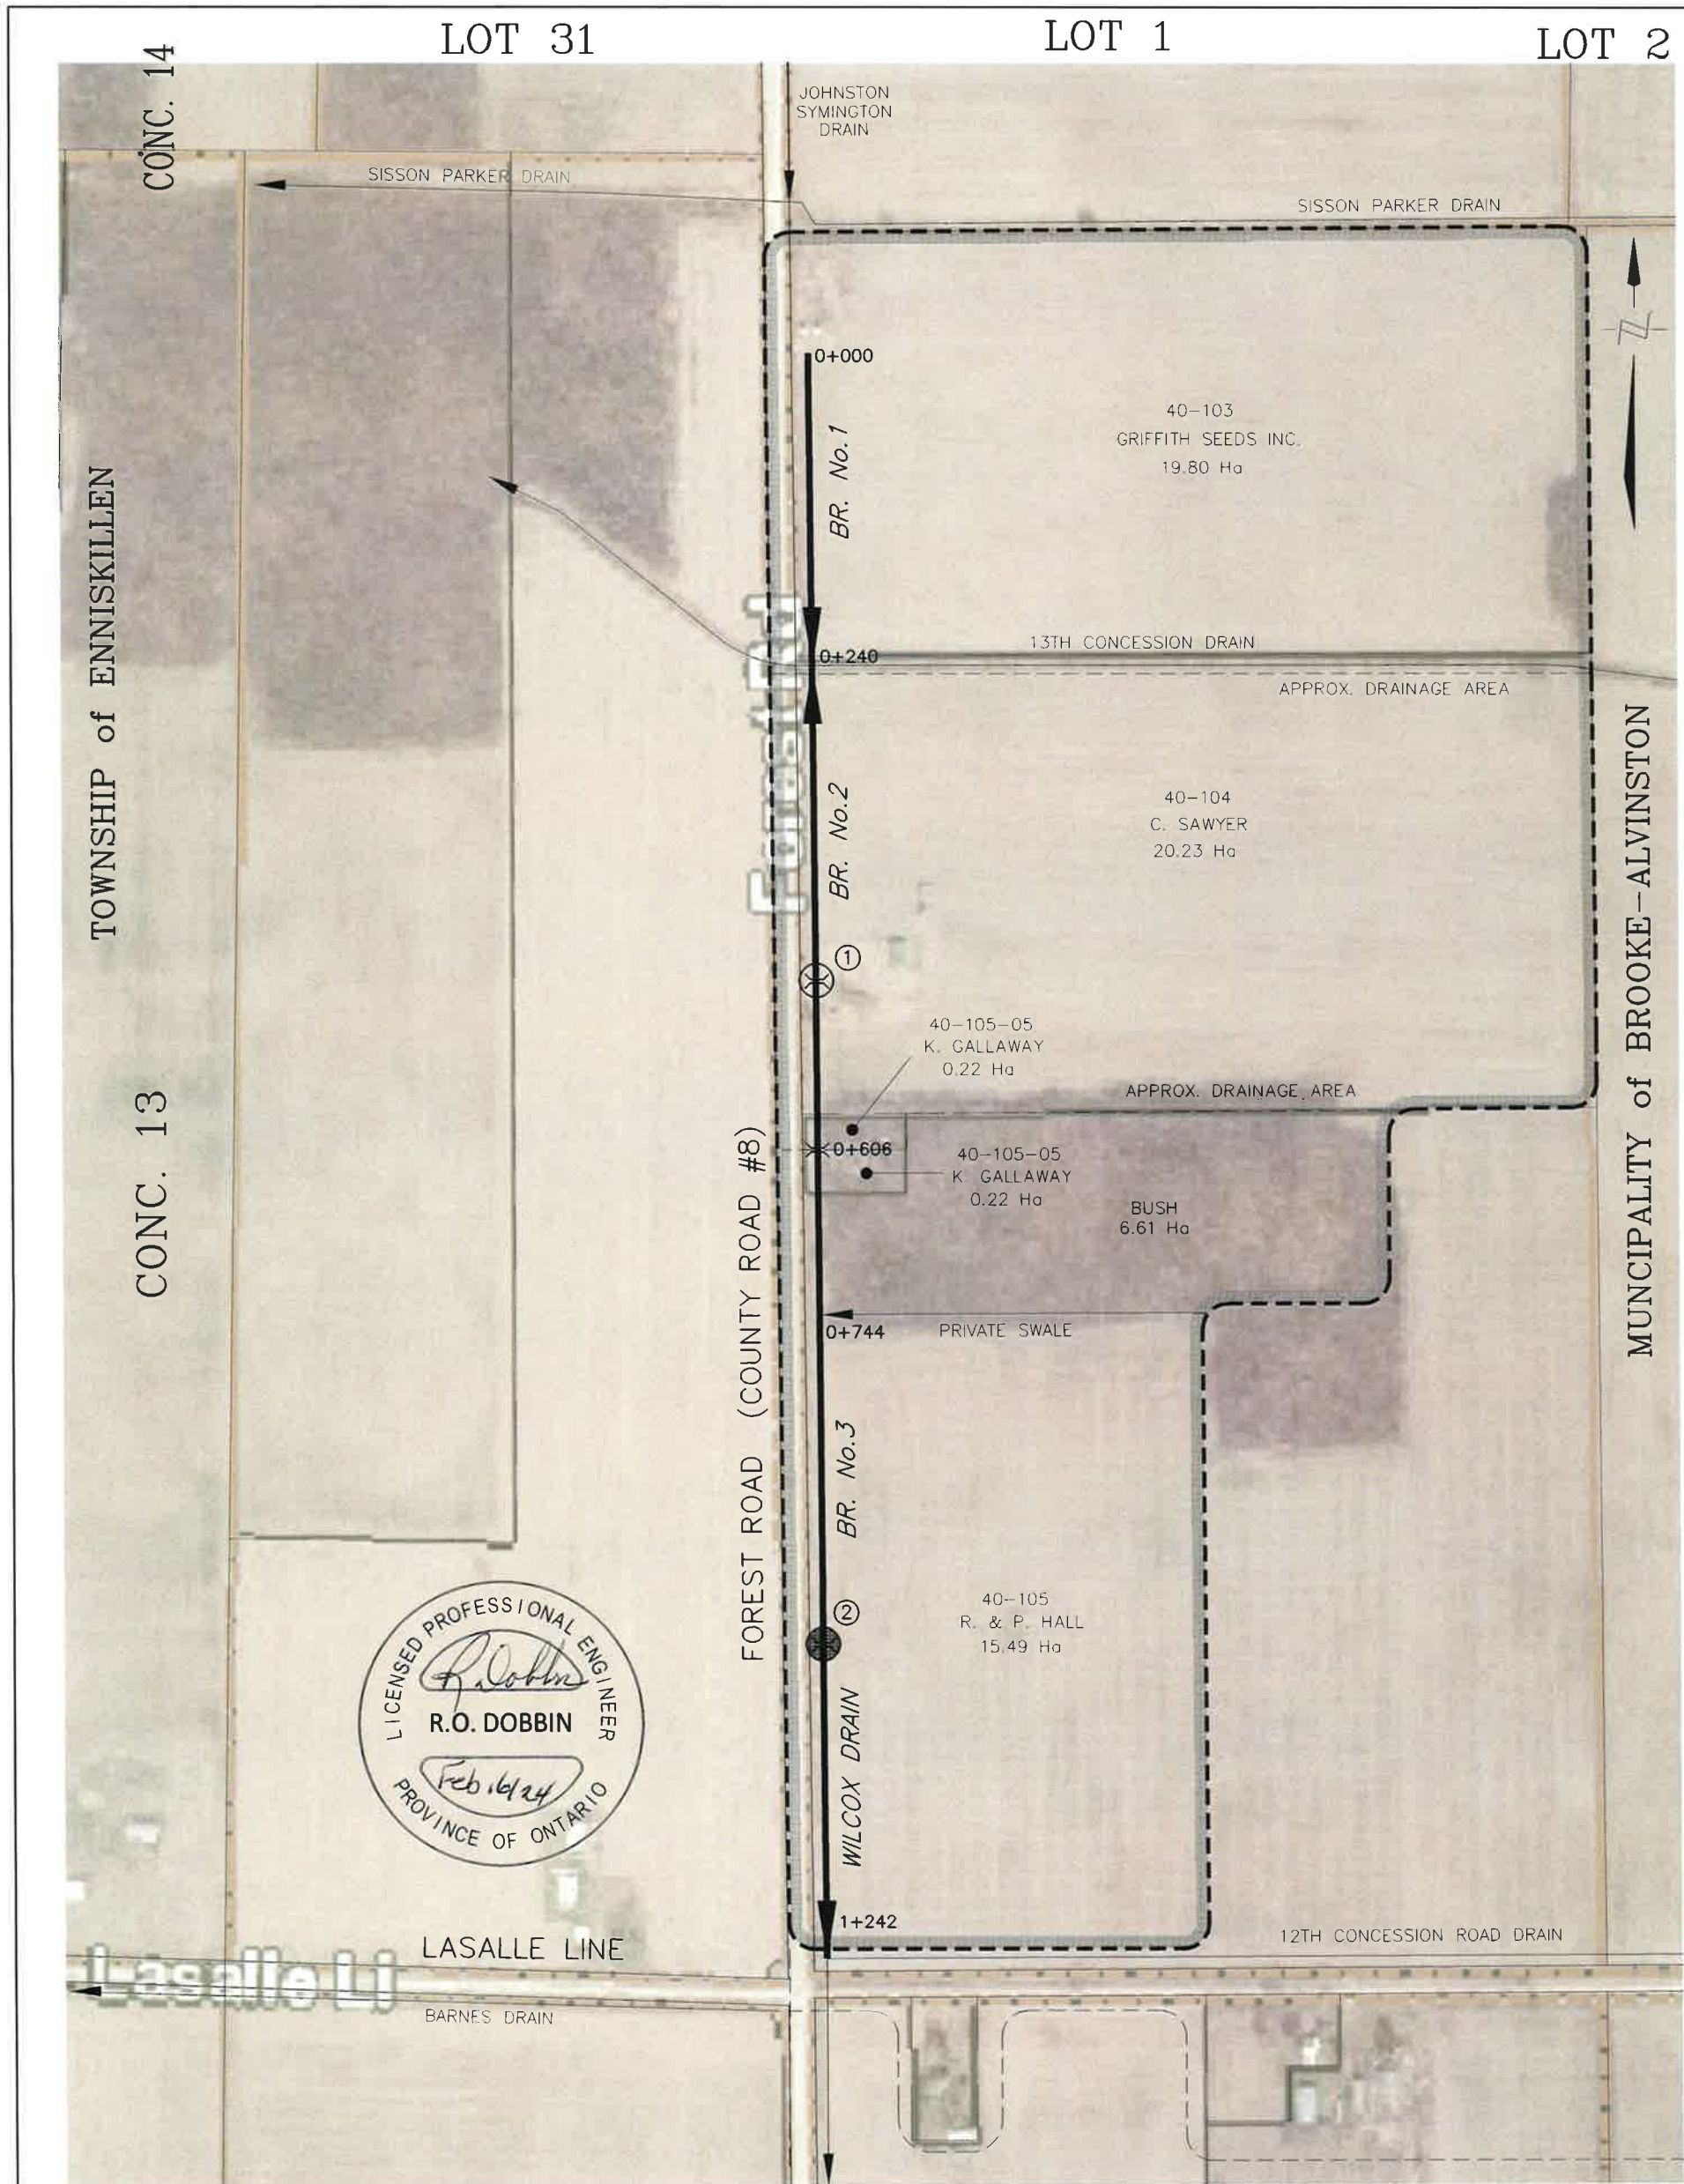 LOT 31
LOT 1
LOT 2
CONC. 14
JOHNSTON
SYMINGTON
DRAIN
SISSON PARKER DRAIN
SISSON PARKER DRAIN
0+000
N
40-103
GRIFFITH SEEDS INC.
19.80 Ha
BR. No.1
TOWNSHIP of ENNISKILLEN
13TH CONCESSION DRAIN
0+240
APPROX. DRAINAGE AREA
MUNCIPALITY of BROOKE-ALVINSTON
40-104
C. SAWYER
20.23 Ha
BR. No.2
1
40-105-05
K. GALLAWAY
0.22 Ha
APPROX. DRAINAGE AREA
CONC. 13
FOREST ROAD (COUNTY ROAD #8)
0+606
40-105-05
K. GALLAWAY
0.22 Ha
BUSH
6.61 Ha
0+744
PRIVATE SWALE
BR. No.3
2
40-105
R. & P. HALL
15.49 Ha
LICENSED PROFESSIONAL ENGINEER
R. Dobbin
R.O. DOBBIN
Feb 16/24
PROVINCE OF ONTARIO
WILCOX DRAIN
1+242
LASALLE LINE
12TH CONCESSION ROAD DRAIN
Lasalle Li
BARNES DRAIN